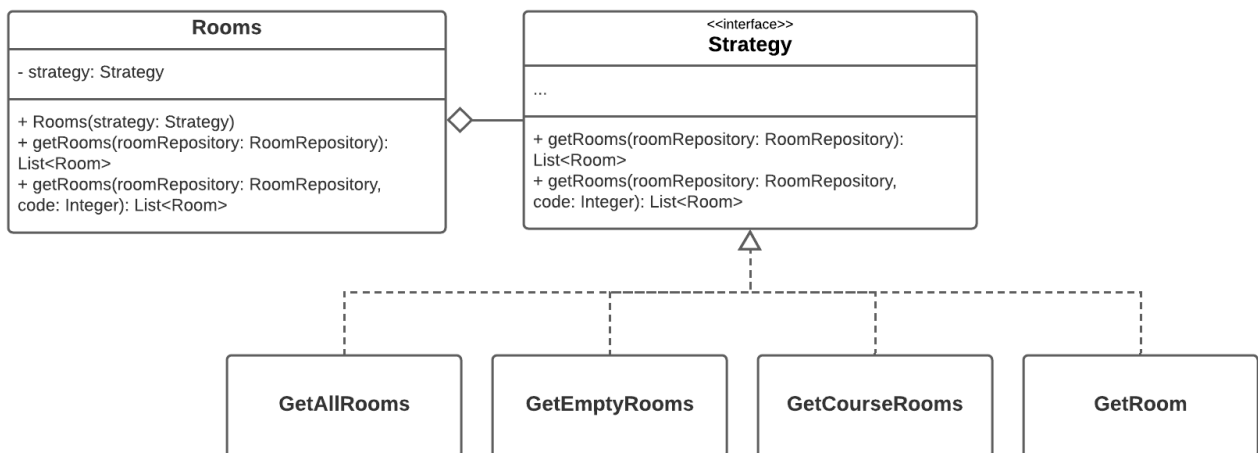 Rooms
- strategy: Strategy
+ Rooms(strategy: Strategy)
+ getRooms(roomRepository: RoomRepository):
List<Room>
+ getRooms(roomRepository: RoomRepository,
code: Integer): List<Room>
<<interface>>
Strategy
...
+ getRooms(roomRepository: RoomRepository):
List<Room>
+ getRooms(roomRepository: RoomRepository,
code: Integer): List<Room>
GetAllRooms
GetEmptyRooms
GetCourseRooms
GetRoom